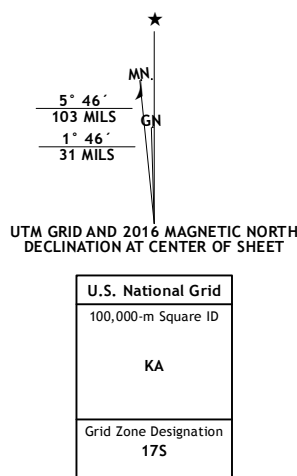 MN.
5° 46´
103 MILS
GN
1° 46´
31 MILS
UTM GRID AND 2016 MAGNETIC NORTH
DECLINATION AT CENTER OF SHEET
U.S. National Grid
100,000-m Square ID
KA
Grid Zone Designation
17S